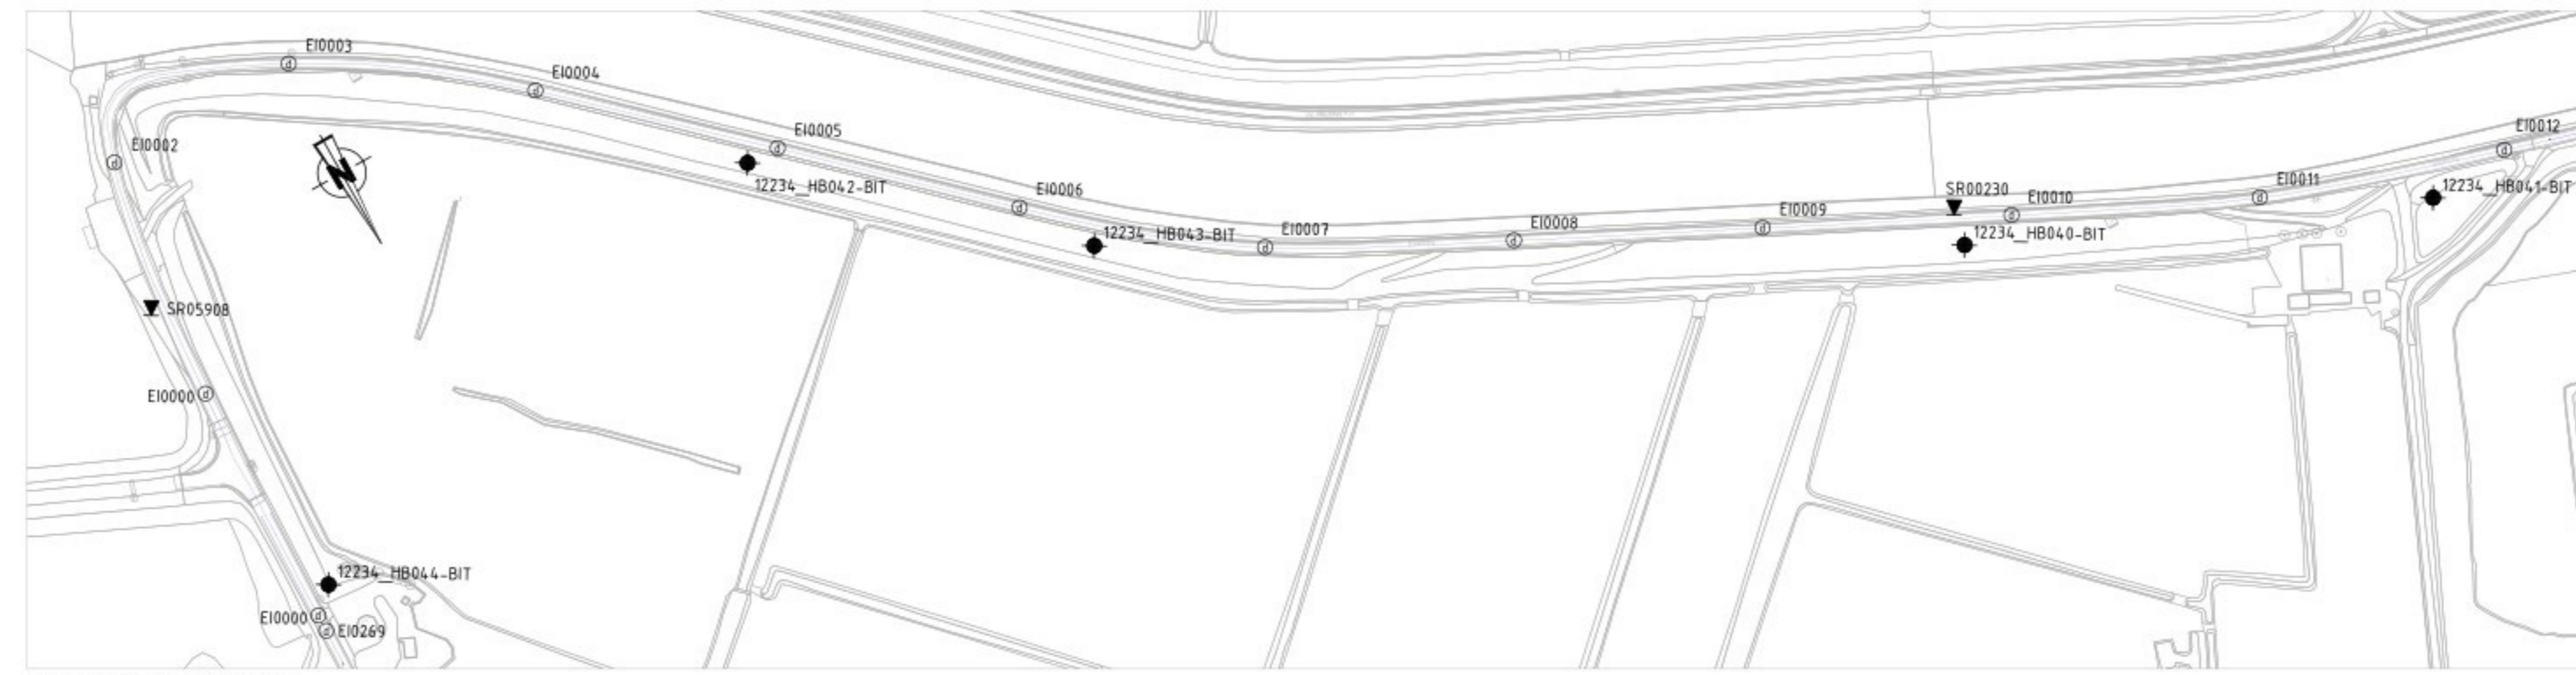 EI0003
EI0004
EI0012
EI0005
EI0002
N
12234_HB042-BIT
EI0006
SR00230
EI0011
12234_HB041-BIT
EI0010
EI0009
EI0008
EI0007
12234_HB043-BIT
12234_HB040-BIT
SR05908
EI0000
12234_HB044-BIT
EI0000
EI0269